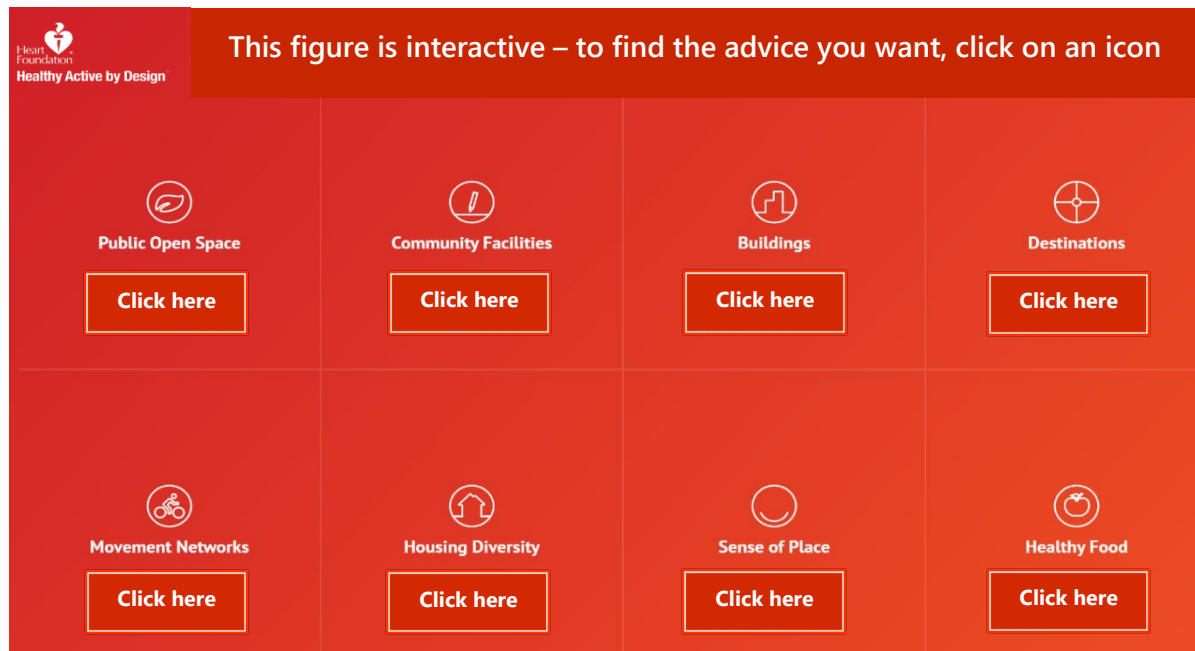 Heart
Foundation
Healthy Active by Design
This figure is interactive – to find the advice you want, click on an icon
Public Open Space
Community Facilities
Buildings
Destinations
Click here
Click here
Click here
Click here
Movement Networks
Housing Diversity
Sense of Place
Healthy Food
Click here
Click here
Click here
Click here